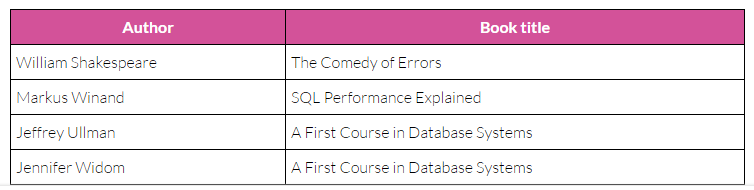 Author Book title
William Shakespeare The Comedy of Errors
Markus Winand SQL Performance Explained
Jeffrey Ullman A First Course in Database Systems
Jennifer Widom A First Course in Database Systems